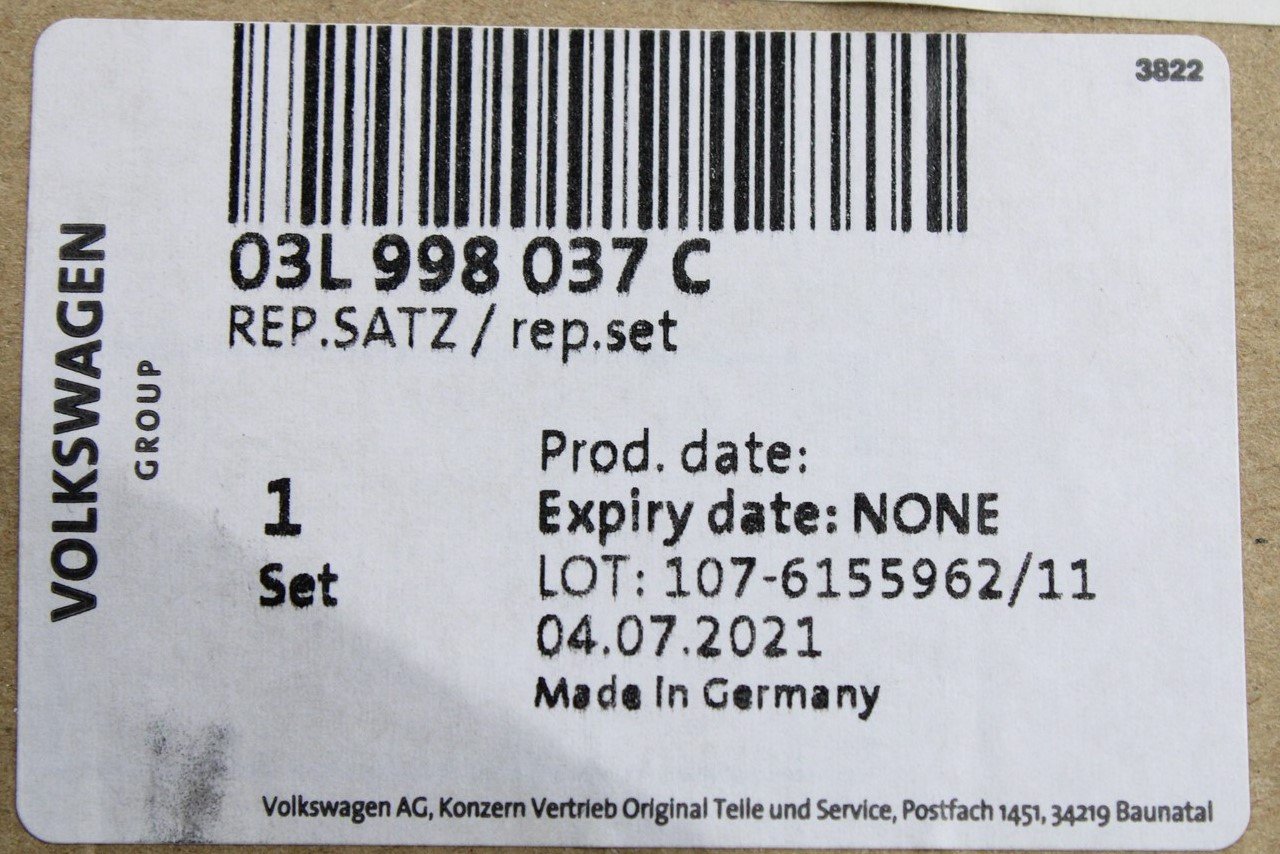 3822
03L 998 037 C
REP.SATZ / rep.set
VOLKSWAGEN
GROUP
1
Set
Prod. date:
Expiry date: NONE
LOT: 107-6155962/11
04.07.2021
Made in Germany
Volkswagen AG, Konzern Vertrieb Original Teile und Service, Postfach 1451, 34219 Baunatal